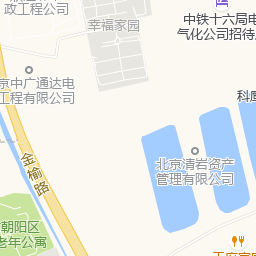 政工程公司
幸福家园
中铁十六局电
气化公司招待
京中广通达电
工程有限公司
科
北京清岩资产
管理有限公司
金榆路
朝阳区
老年公寓